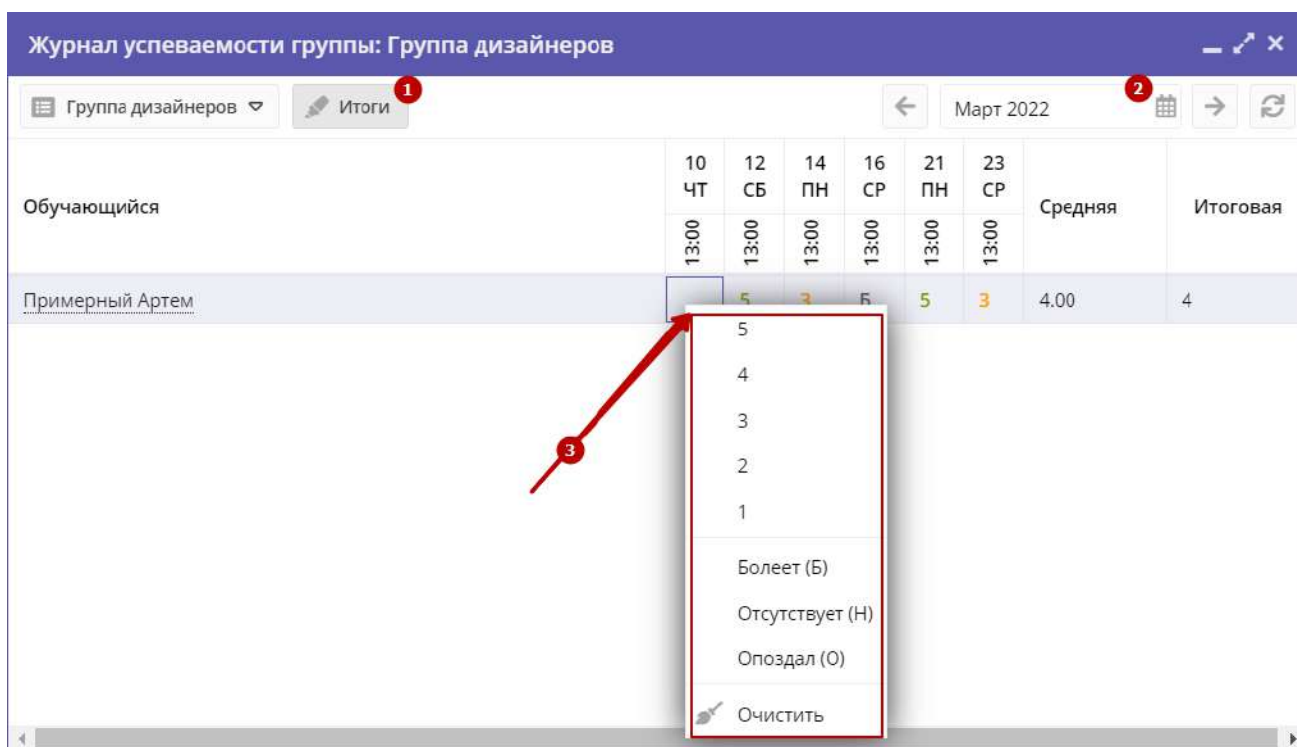 Журнал успеваемости группы: Группа дизайнеров
Группа дизайнеров Итоги 1 Март 2022 2
Обучающийся 10 ЧТ 13:00 12 СБ 13:00 14 ПН 13:00 16 СР 13:00 21 ПН 13:00 23 СР 13:00 Средняя Итоговая
Примерный Артем 5 3 Б 5 3 4.00 4
5
4
3
3
2
1
Болеет (Б)
Отсутствует (Н)
Опоздал (О)
Очистить